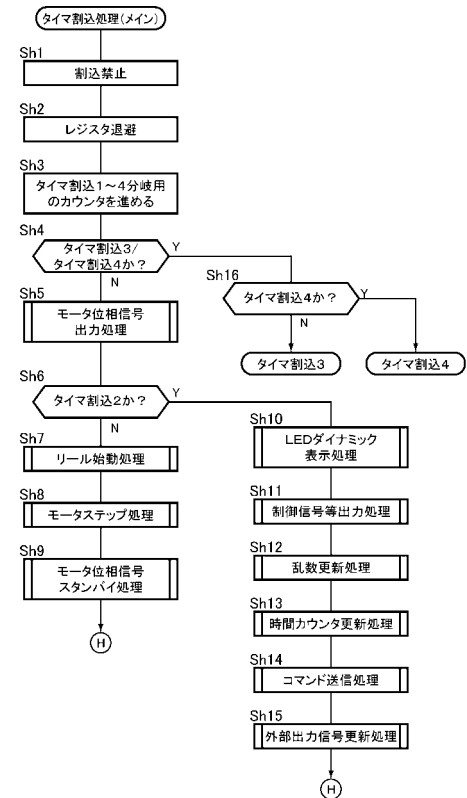 タイマ割込処理(メイン)
Sh1
割込禁止
Sh2
レジスタ退避
Sh3
タイマ割込1～4分岐用
のカウンタを進める
Sh4
タイマ割込3/
タイマ割込4か?
Y
N
Sh16
タイマ割込4か?
Y
N
タイマ割込3
タイマ割込4
Sh5
モータ位相信号
出力処理
Sh6
タイマ割込2か?
Y
N
Sh7
リール始動処理
Sh8
モータステップ処理
Sh9
モータ位相信号
スタンバイ処理
H
Sh10
LEDダイナミック
表示処理
Sh11
制御信号等出力処理
Sh12
乱数更新処理
Sh13
時間カウンタ更新処理
Sh14
コマンド送信処理
Sh15
外部出力信号更新処理
H